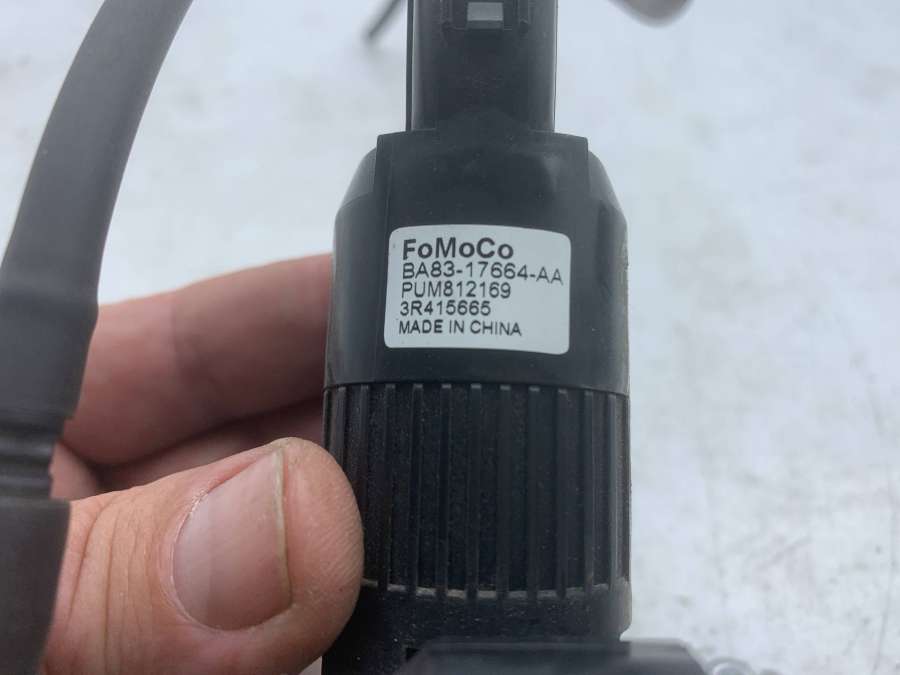 FoMoCo
BA83-17664-AA
PUM812169
3R415665
MADE IN CHINA